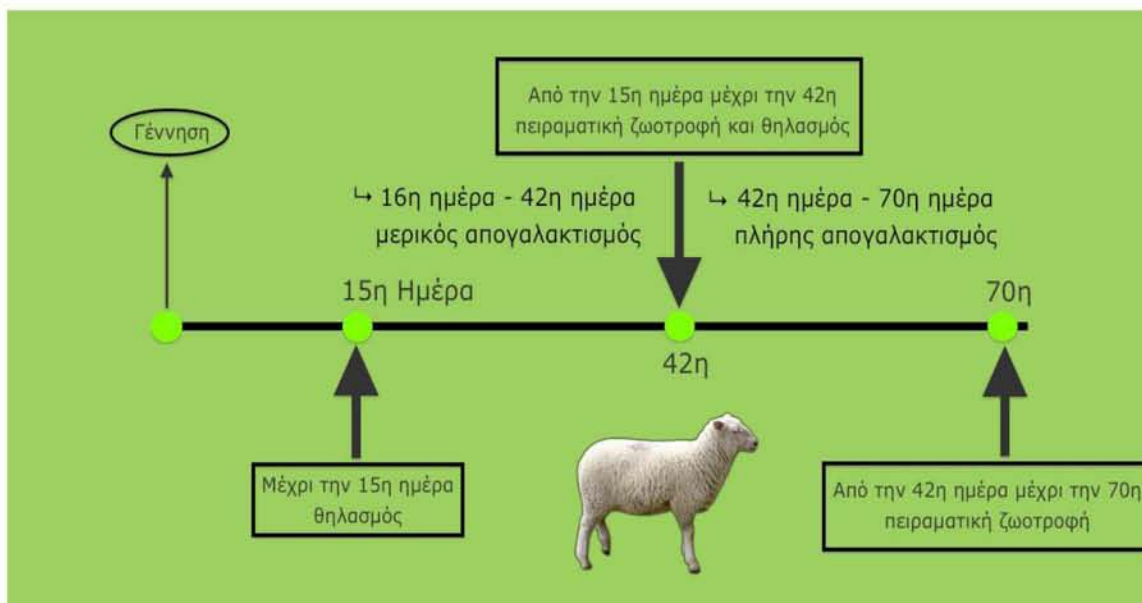 Από την 15η ημέρα μέχρι την 42η
πειραματική ζωοτροφή και θηλασμός
Γέννηση
↳ 16η ημέρα - 42η ημέρα
μερικός απογαλακτισμός
↳ 42η ημέρα - 70η ημέρα
πλήρης απογαλακτισμός
15η Ημέρα
70η
42η
Μέχρι την 15η ημέρα
θηλασμός
Από την 42η ημέρα μέχρι την 70η
πειραματική ζωοτροφή